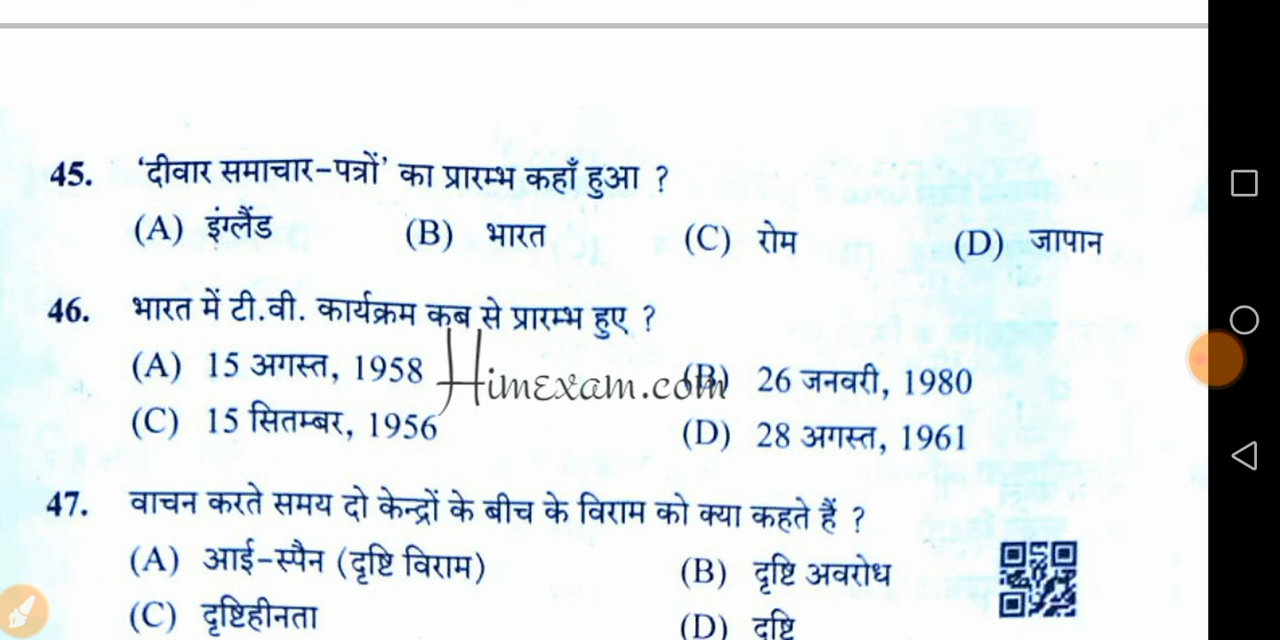 45. 'दीवार समाचार-पत्रों' का प्रारम्भ कहाँ हुआ ?
(A) इंग्लैंड (B) भारत (C) रोम (D) जापान
46. भारत में टी.वी. कार्यक्रम कब से प्रारम्भ हुए ?
(A) 15 अगस्त, 1958 (B) 26 जनवरी, 1980
HimExam.com
(C) 15 सितम्बर, 1956 (D) 28 अगस्त, 1961
47. वाचन करते समय दो केन्द्रों के बीच के विराम को क्या कहते हैं ?
(A) आई-स्पैन (दृष्टि विराम) (B) दृष्टि अवरोध
(C) दृष्टिहीनता (D) दृष्टि